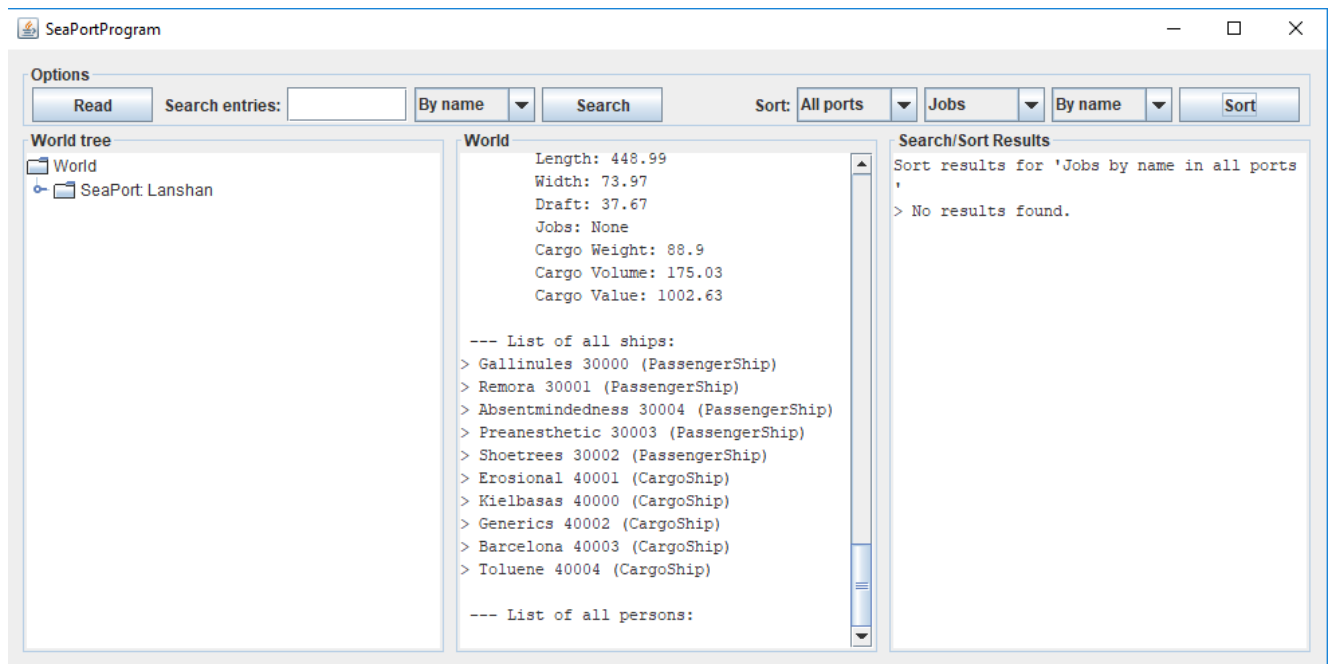 SeaPortProgram
Options
Read Search entries: By name Search Sort: All ports Jobs By name Sort
World tree
World
SeaPort: Lanshan
World
Length: 448.99
Width: 73.97
Draft: 37.67
Jobs: None
Cargo Weight: 88.9
Cargo Volume: 175.03
Cargo Value: 1002.63
--- List of all ships:
> Gallinules 30000 (PassengerShip)
> Remora 30001 (PassengerShip)
> Absentmindedness 30004 (PassengerShip)
> Preanesthetic 30003 (PassengerShip)
> Shoetrees 30002 (PassengerShip)
> Erosional 40001 (CargoShip)
> Kielbasas 40000 (CargoShip)
> Generics 40002 (CargoShip)
> Barcelona 40003 (CargoShip)
> Toluene 40004 (CargoShip)
--- List of all persons:
Search/Sort Results
Sort results for 'Jobs by name in all ports
'
> No results found.